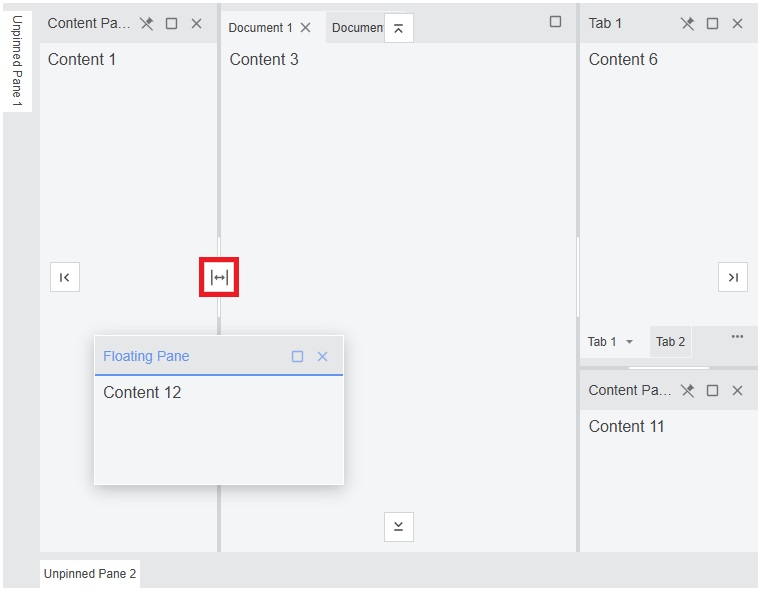 Unpinned Pane 1
Content Pa...
Document 1
Documen
Tab 1
Content 1
Content 3
Content 6
Floating Pane
Content 12
Tab 1
Tab 2
Content Pa...
Content 11
Unpinned Pane 2